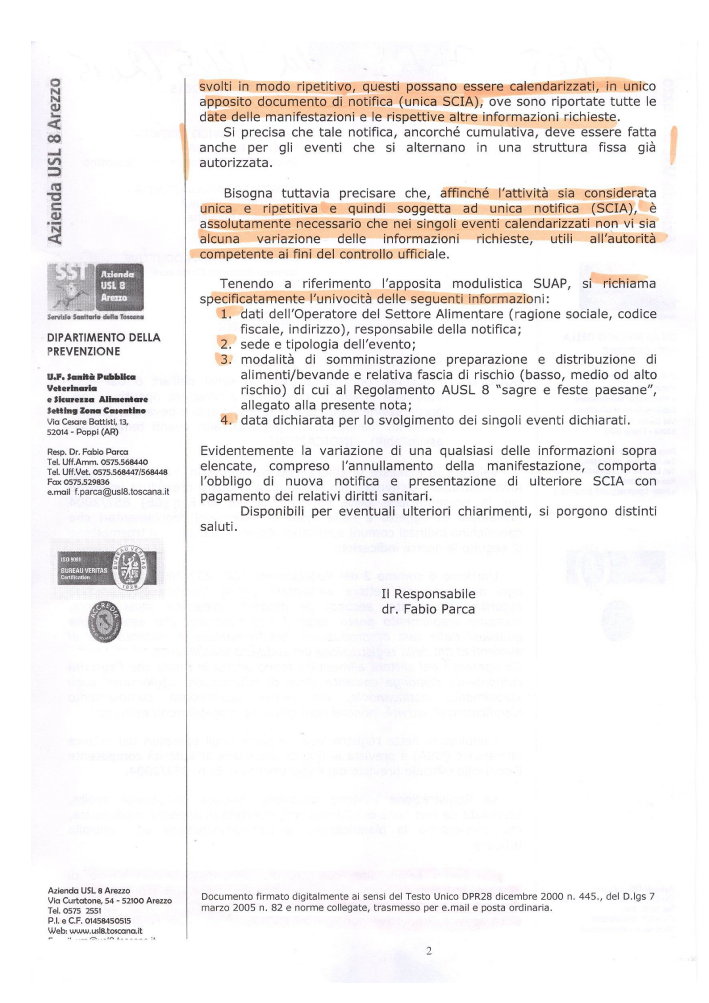 Azienda USL 8 Arezzo
SST Azienda
USL 8
Arezzo
Servizio Sanitario della Toscana
DIPARTIMENTO DELLA
PREVENZIONE
U.F. Sanità Pubblica
Veterinaria
e Sicurezza Alimentare
Setting Zona Casentino
Via Cesare Battisti, 13,
52014 - Poppi (AR)
Resp. Dr. Fabio Parca
Tel. Uff.Amm. 0575.568440
Tel. Uff.Vet. 0575.568447/568448
Fax 0575.529836
e.mail f.parca@usl8.toscana.it
ISO 9001
BUREAU VERITAS
Certification
1828
ACCREDIA
svolti in modo ripetitivo, questi possano essere calendarizzati, in unico
apposito documento di notifica (unica SCIA), ove sono riportate tutte le
date delle manifestazioni e le rispettive altre informazioni richieste.
Si precisa che tale notifica, ancorché cumulativa, deve essere fatta
anche per gli eventi che si alternano in una struttura fissa già
autorizzata.
Bisogna tuttavia precisare che, affinché l'attività sia considerata
unica e ripetitiva e quindi soggetta ad unica notifica (SCIA), è
assolutamente necessario che nei singoli eventi calendarizzati non vi sia
alcuna variazione delle informazioni richieste, utili all'autorità
competente ai fini del controllo ufficiale.
Tenendo a riferimento l'apposita modulistica SUAP, si richiama
specificatamente l'univocità delle seguenti informazioni:
1. dati dell'Operatore del Settore Alimentare (ragione sociale, codice
fiscale, indirizzo), responsabile della notifica;
2. sede e tipologia dell'evento;
3. modalità di somministrazione preparazione e distribuzione di
alimenti/bevande e relativa fascia di rischio (basso, medio od alto
rischio) di cui al Regolamento AUSL 8 "sagre e feste paesane",
allegato alla presente nota;
4. data dichiarata per lo svolgimento dei singoli eventi dichiarati.
Evidentemente la variazione di una qualsiasi delle informazioni sopra
elencate, compreso l'annullamento della manifestazione, comporta
l'obbligo di nuova notifica e presentazione di ulteriore SCIA con
pagamento dei relativi diritti sanitari.
Disponibili per eventuali ulteriori chiarimenti, si porgono distinti
saluti.
Il Responsabile
dr. Fabio Parca
Azienda USL 8 Arezzo
Via Curtatone, 54 - 52100 Arezzo
Tel. 0575 2551
P.I. e C.F. 01458450515
Web: www.usl8.toscana.it
Documento firmato digitalmente ai sensi del Testo Unico DPR28 dicembre 2000 n. 445., del D.lgs 7
marzo 2005 n. 82 e norme collegate, trasmesso per e.mail e posta ordinaria.
2